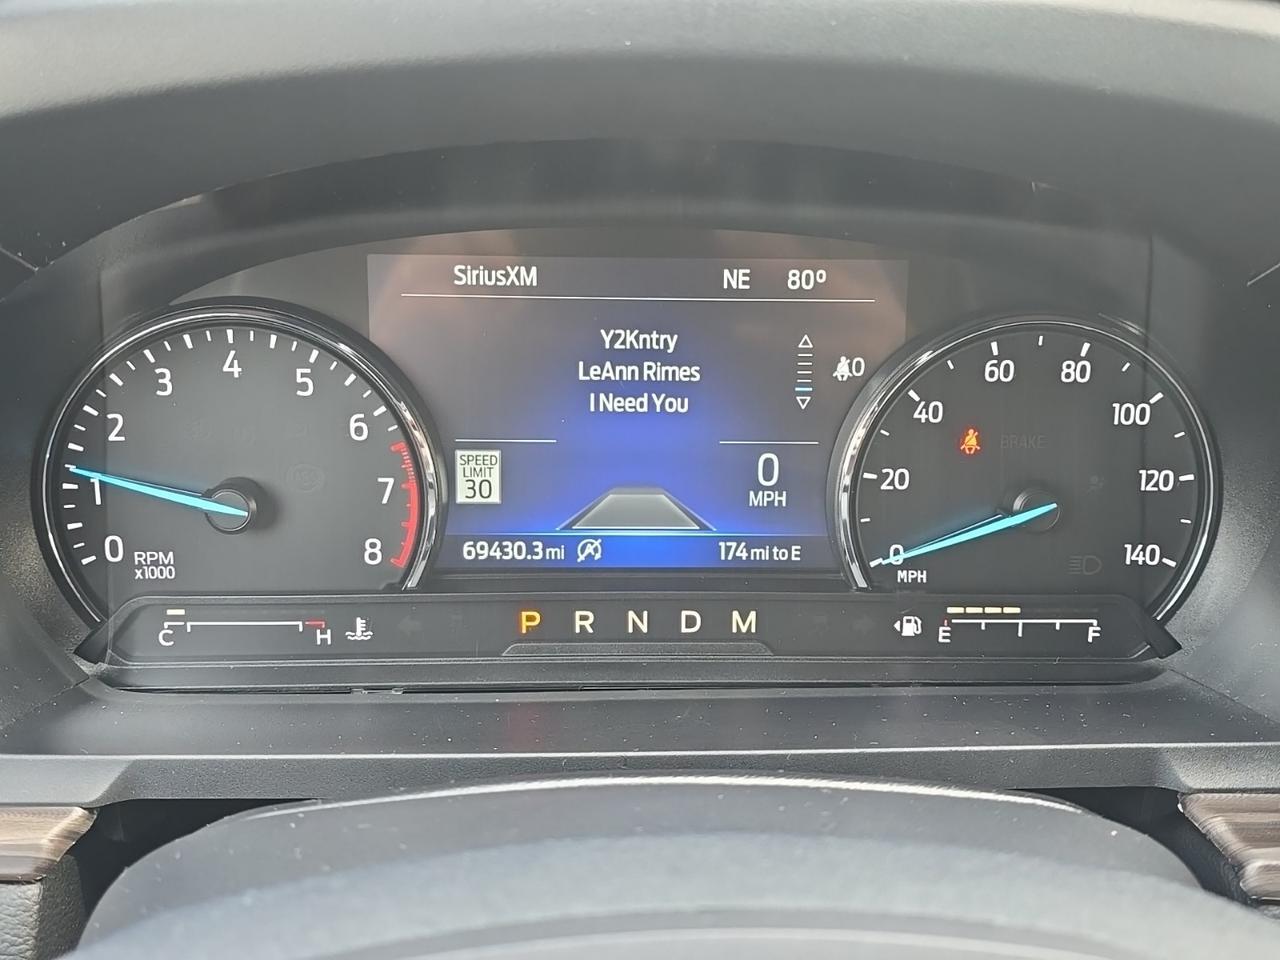 SiriusXM NE 80º
Y2Kntry
LeAnn Rimes
I Need You
0
SPEED
LIMIT
30
0
MPH
69430.3 mi
174 mi to E
0 1 2 3 4 5 6 7 8
RPM
x1000
0 20 40 60 80 100 120 140
MPH
BRAKE
C H
P R N D M
E F